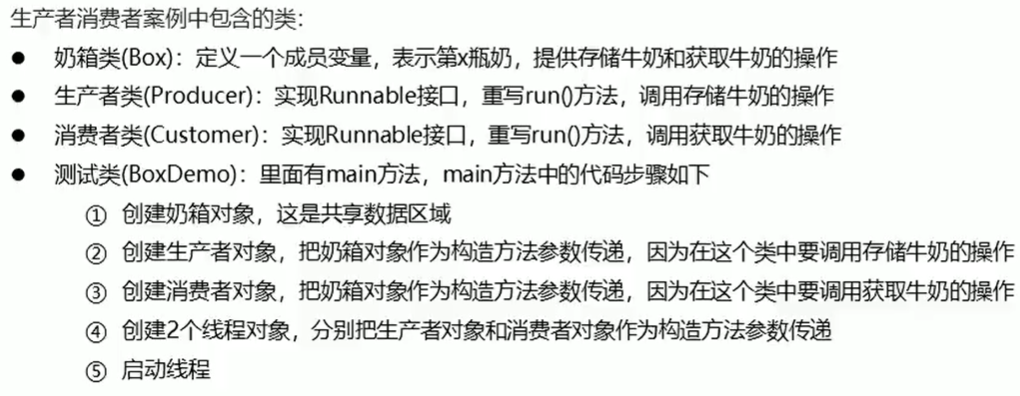 生产者消费者案例中包含的类：
● 奶箱类(Box)：定义一个成员变量，表示第x瓶奶，提供存储牛奶和获取牛奶的操作
● 生产者类(Producer)：实现Runnable接口，重写run()方法，调用存储牛奶的操作
● 消费者类(Customer)：实现Runnable接口，重写run()方法，调用获取牛奶的操作
● 测试类(BoxDemo)：里面有main方法，main方法中的代码步骤如下
① 创建奶箱对象，这是共享数据区域
② 创建生产者对象，把奶箱对象作为构造方法参数传递，因为在这个类中要调用存储牛奶的操作
③ 创建消费者对象，把奶箱对象作为构造方法参数传递，因为在这个类中要调用获取牛奶的操作
④ 创建2个线程对象，分别把生产者对象和消费者对象作为构造方法参数传递
⑤ 启动线程